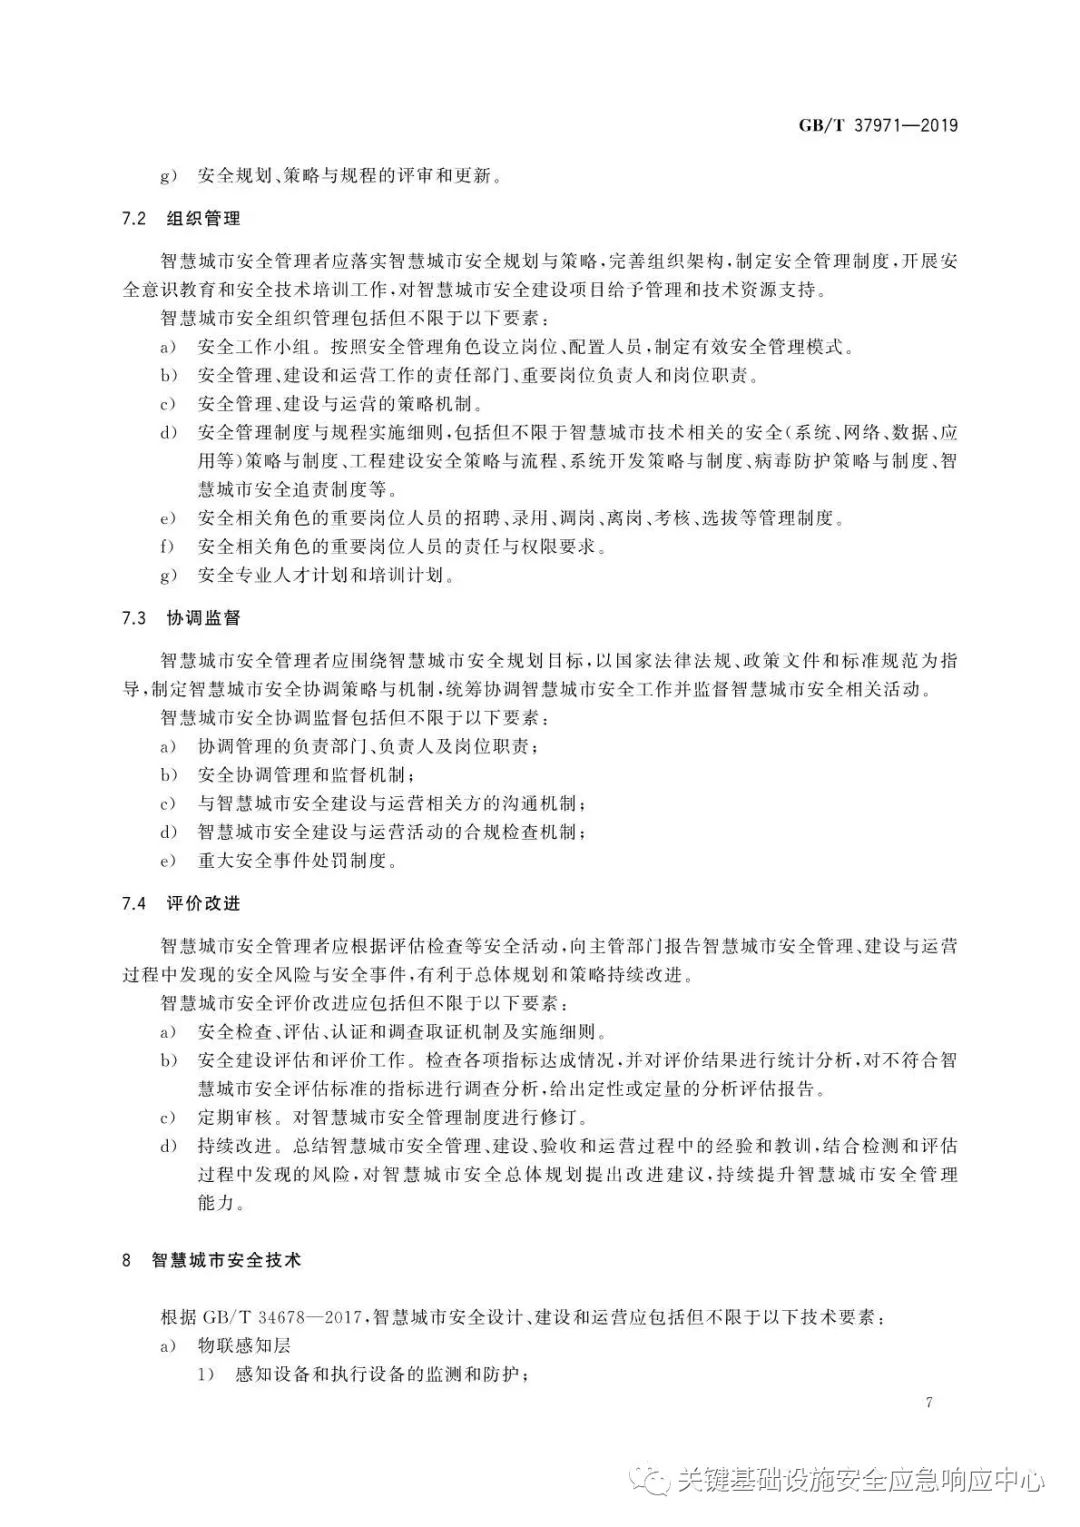 GB/T 37971—2019
g) 安全规划、策略与规程的评审和更新。
7.2 组织管理
智慧城市安全管理者应落实智慧城市安全规划与策略,完善组织架构,制定安全管理制度,开展安
全意识教育和安全技术培训工作,对智慧城市安全建设项目给予管理和技术资源支持。
智慧城市安全组织管理包括但不限于以下要素:
a) 安全工作小组。按照安全管理角色设立岗位、配置人员,制定有效安全管理模式。
b) 安全管理、建设和运营工作的责任部门、重要岗位负责人和岗位职责。
c) 安全管理、建设与运营的策略机制。
d) 安全管理制度与规程实施细则,包括但不限于智慧城市技术相关的安全(系统、网络、数据、应
用等)策略与制度、工程建设安全策略与流程、系统开发策略与制度、病毒防护策略与制度、智
慧城市安全追责制度等。
e) 安全相关角色的重要岗位人员的招聘、录用、调岗、离岗、考核、选拔等管理制度。
f) 安全相关角色的重要岗位人员的责任与权限要求。
g) 安全专业人才计划和培训计划。
7.3 协调监督
智慧城市安全管理者应围绕智慧城市安全规划目标,以国家法律法规、政策文件和标准规范为指
导,制定智慧城市安全协调策略与机制,统筹协调智慧城市安全工作并监督智慧城市安全相关活动。
智慧城市安全协调监督包括但不限于以下要素:
a) 协调管理的负责部门、负责人及岗位职责;
b) 安全协调管理和监督机制;
c) 与智慧城市安全建设与运营相关方的沟通机制;
d) 智慧城市安全建设与运营活动的合规检查机制;
e) 重大安全事件处罚制度。
7.4 评价改进
智慧城市安全管理者应根据评估检查等安全活动,向主管部门报告智慧城市安全管理、建设与运营
过程中发现的安全风险与安全事件,有利于总体规划和策略持续改进。
智慧城市安全评价改进应包括但不限于以下要素:
a) 安全检查、评估、认证和调查取证机制及实施细则。
b) 安全建设评估和评价工作。检查各项指标达成情况,并对评价结果进行统计分析,对不符合智
慧城市安全评估标准的指标进行调查分析,给出定性或定量的分析评估报告。
c) 定期审核。对智慧城市安全管理制度进行修订。
d) 持续改进。总结智慧城市安全管理、建设、验收和运营过程中的经验和教训,结合检测和评估
过程中发现的风险,对智慧城市安全总体规划提出改进建议,持续提升智慧城市安全管理
能力。
8 智慧城市安全技术
根据 GB/T 34678—2017,智慧城市安全设计、建设和运营应包括但不限于以下技术要素:
a) 物联感知层
1) 感知设备和执行设备的监测和防护;
7
关键基础设施安全应急响应中心